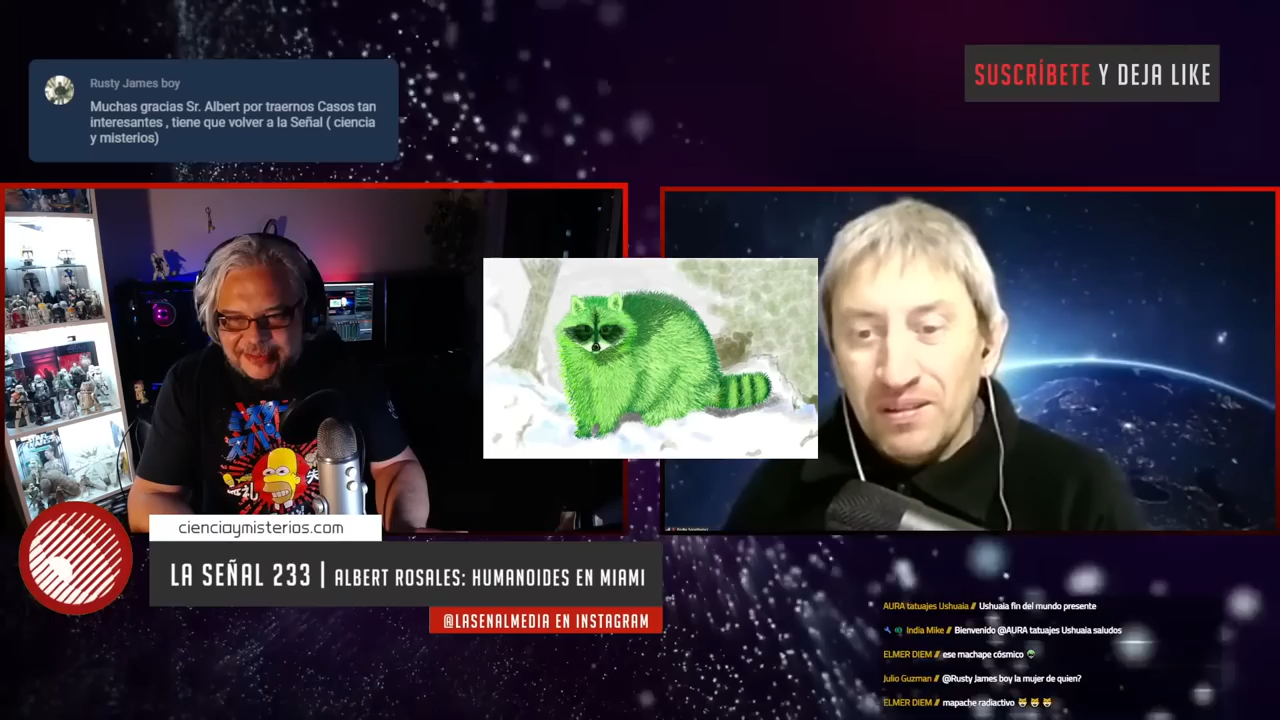 Rusty James boy
Muchas gracias Sr. Albert por traernos Casos tan
interesantes , tiene que volver a la Señal ( ciencia
y misterios)
SUSCRÍBETE Y DEJA LIKE
cienciaymisterios.com
LA SEÑAL 233 | ALBERT ROSALES: HUMANOIDES EN MIAMI
@LASENALMEDIA EN INSTAGRAM
AURA tatuajes Ushuaia // Ushuaia fin del mundo presente
India Mike // Bienvenido @AURA tatuajes Ushuaia saludos
ELMER DIEM // ese machape cósmico 👽
Julio Guzman // @Rusty James boy la mujer de quien?
ELMER DIEM // mapache radiactivo 😸 😸 😸